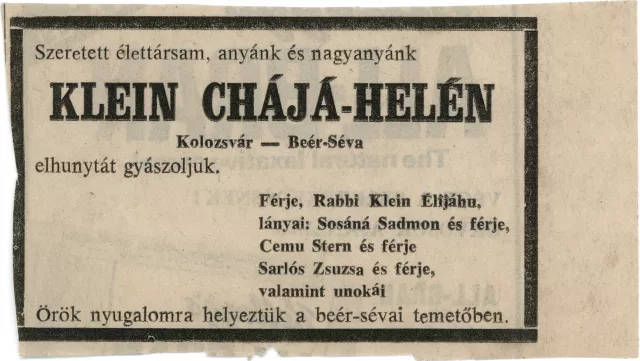 Szeretett élettársam, anyánk és nagyanyánk
KLEIN CHÁJÁ-HELÉN
Kolozsvár — Beér-Séva
elhunytát gyászoljuk.
Férje, Rabbi Klein Élijáhu,
lányai: Sosáná Sadmon és férje,
Cemu Stern és férje
Sarlós Zsuzsa és férje,
valamint unokái
Örök nyugalomra helyeztük a beér-sévai temetőben.